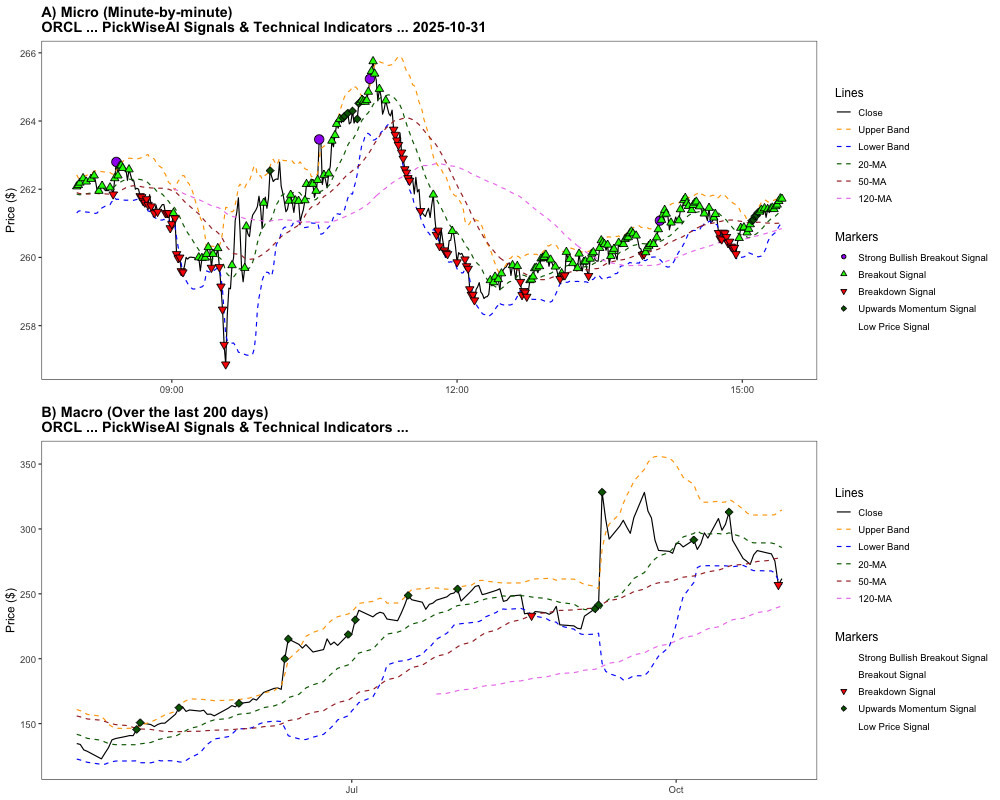 A) Micro (Minute-by-minute)
ORCL ... PickWiseAI Signals & Technical Indicators ... 2025-10-31
266
264
262
260
258
Price ($)
09:00
12:00
15:00
Lines
Close
Upper Band
Lower Band
20-MA
50-MA
120-MA
Markers
Strong Bullish Breakout Signal
Breakout Signal
Breakdown Signal
Upwards Momentum Signal
Low Price Signal
B) Macro (Over the last 200 days)
ORCL ... PickWiseAI Signals & Technical Indicators ...
350
300
250
200
150
Price ($)
Jul
Oct
Lines
Close
Upper Band
Lower Band
20-MA
50-MA
120-MA
Markers
Strong Bullish Breakout Signal
Breakout Signal
Breakdown Signal
Upwards Momentum Signal
Low Price Signal